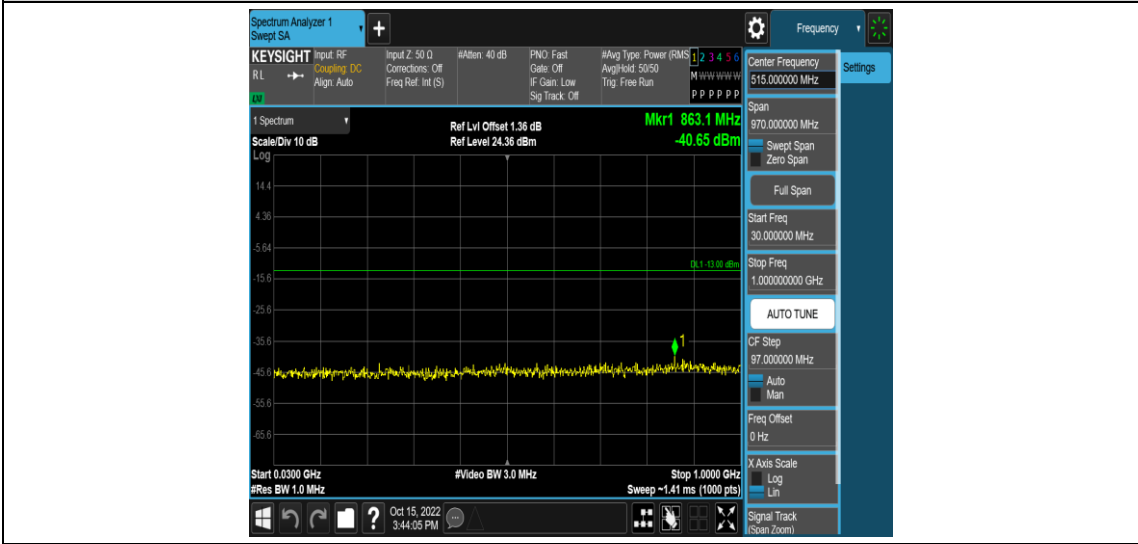 Spectrum Analyzer 1
Swept SA
+
Frequency
KEYSIGHT
RL
LXI
Input: RF
Coupling: DC
Align: Auto
Input Z: 50 Ω
Corrections: Off
Freq Ref: Int (S)
#Atten: 40 dB
PNO: Fast
Gate: Off
IF Gain: Low
Sig Track: Off
#Avg Type: Power (RMS
Avg|Hold: 50/50
Trig: Free Run
1 2 3 4 5 6
M W W W W W
P P P P P P
1 Spectrum
Scale/Div 10 dB
Log
Ref Lvl Offset 1.36 dB
Ref Level 24.36 dBm
Mkr1 863.1 MHz
-40.65 dBm
14.4
4.36
-5.64
DL1 -13.00 dBm
-15.6
-25.6
-35.6
1
-45.6
-55.6
-65.6
Start 0.0300 GHz
#Res BW 1.0 MHz
#Video BW 3.0 MHz
Stop 1.0000 GHz
Sweep ~1.41 ms (1000 pts)
?
Oct 15, 2022
3:44:05 PM
Center Frequency
515.000000 MHz
Settings
Span
970.000000 MHz
Swept Span
Zero Span
Full Span
Start Freq
30.000000 MHz
Stop Freq
1.000000000 GHz
AUTO TUNE
CF Step
97.000000 MHz
Auto
Man
Freq Offset
0 Hz
X Axis Scale
Log
Lin
Signal Track
(Span Zoom)